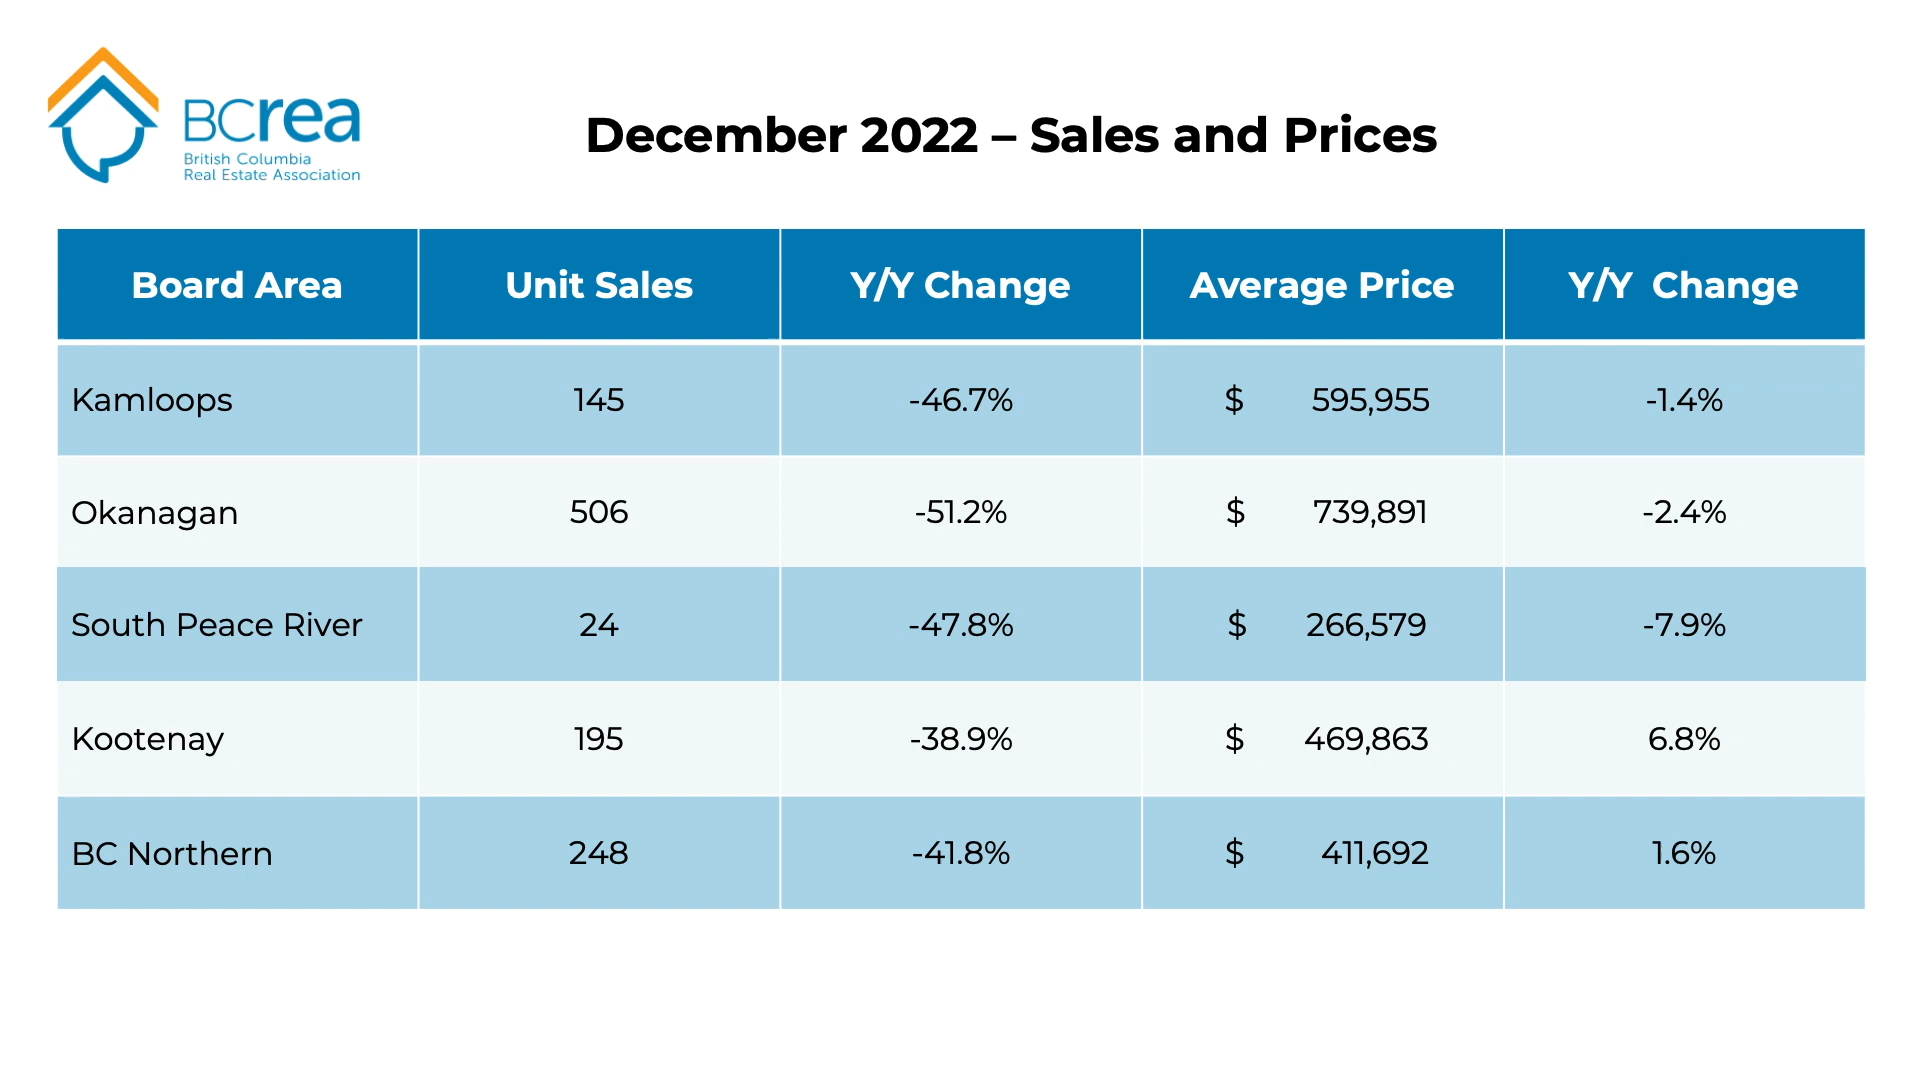 BCrea
British Columbia
Real Estate Association
December 2022 – Sales and Prices
Board Area Unit Sales Y/Y Change Average Price Y/Y Change
Kamloops 145 -46.7% $ 595,955 -1.4%
Okanagan 506 -51.2% $ 739,891 -2.4%
South Peace River 24 -47.8% $ 266,579 -7.9%
Kootenay 195 -38.9% $ 469,863 6.8%
BC Northern 248 -41.8% $ 411,692 1.6%